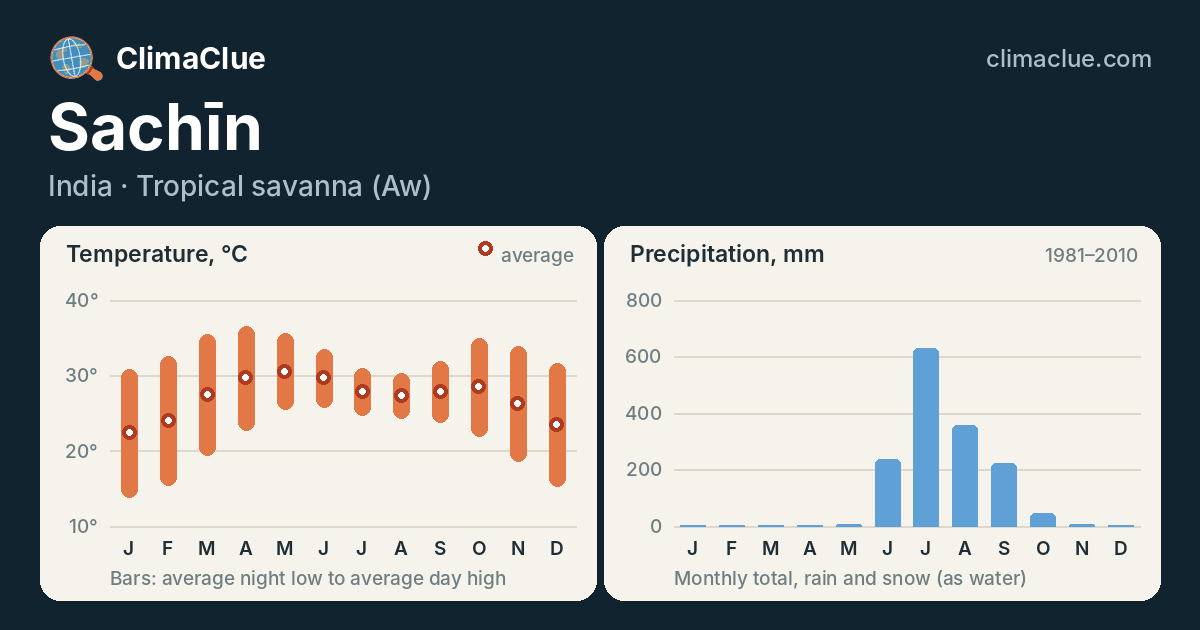 ClimaClue
climaclue.com
Sachīn
India · Tropical savanna (Aw)
Temperature, °C
average
40°
30°
20°
10°
J F M A M J J A S O N D
Bars: average night low to average day high
Precipitation, mm
1981–2010
800
600
400
200
0
J F M A M J J A S O N D
Monthly total, rain and snow (as water)